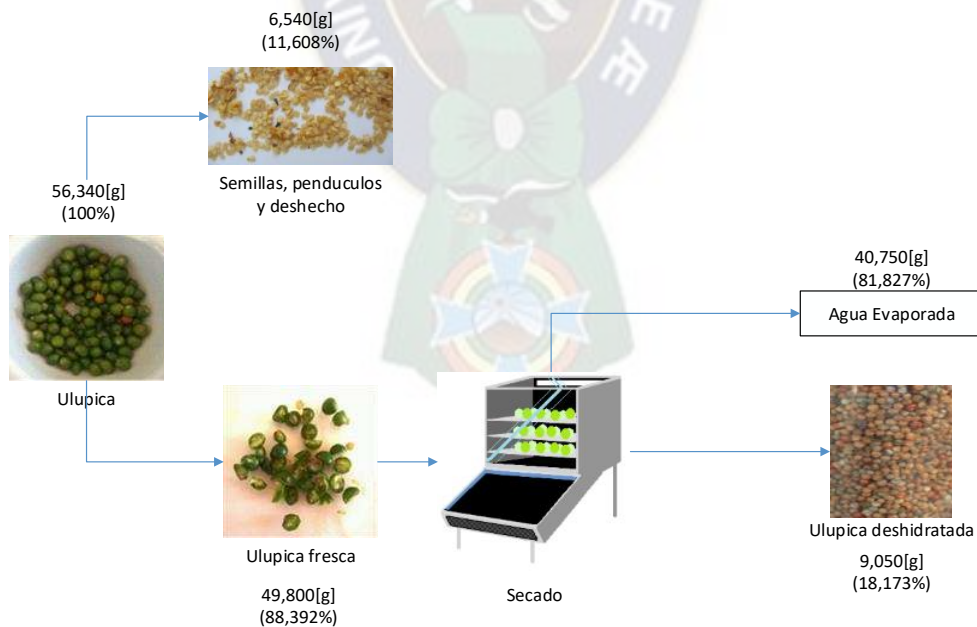 6,540[g]
(11,608%)
Semillas, penduculos
y deshecho
56,340[g]
(100%)
Ulupica
40,750[g]
(81,827%)
Agua Evaporada
Ulupica fresca
49,800[g]
(88,392%)
Secado
Ulupica deshidratada
9,050[g]
(18,173%)